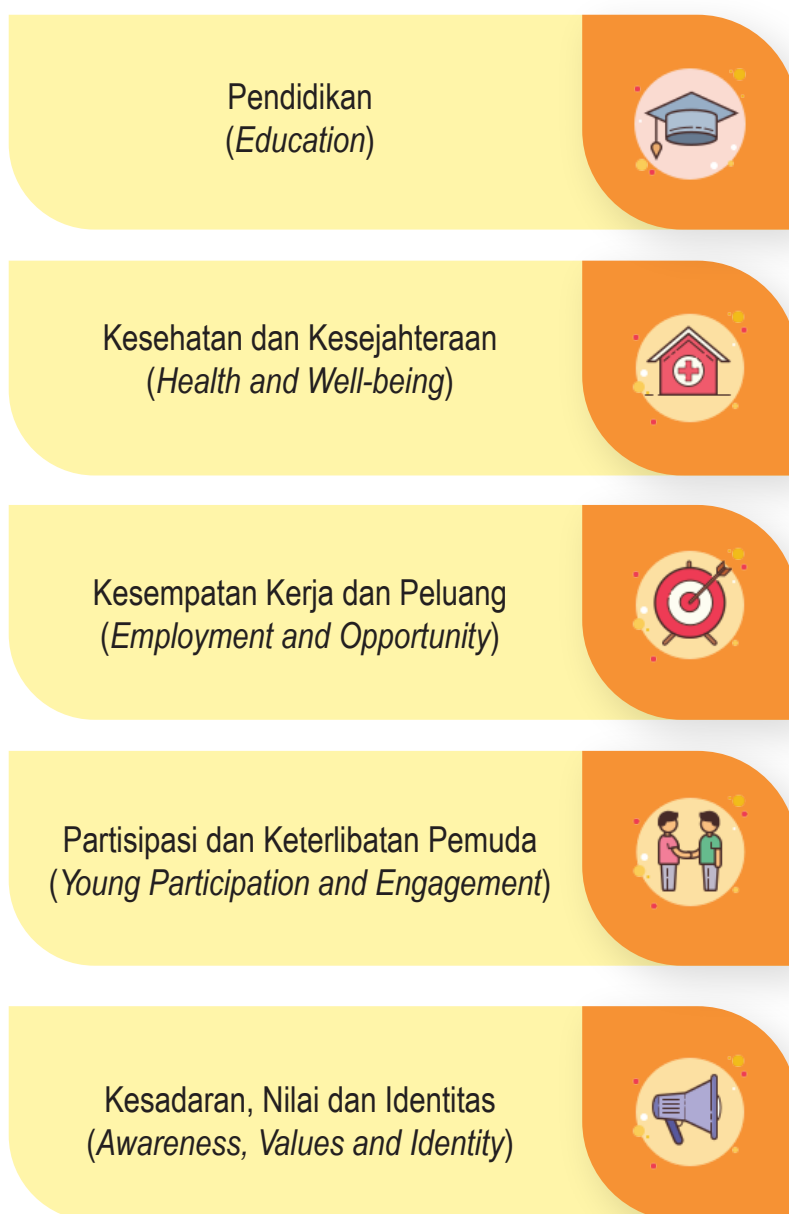 Pendidikan
(Education)
Kesehatan dan Kesejahteraan
(Health and Well-being)
Kesempatan Kerja dan Peluang
(Employment and Opportunity)
Partisipasi dan Keterlibatan Pemuda
(Young Participation and Engagement)
Kesadaran, Nilai dan Identitas
(Awareness, Values and Identity)